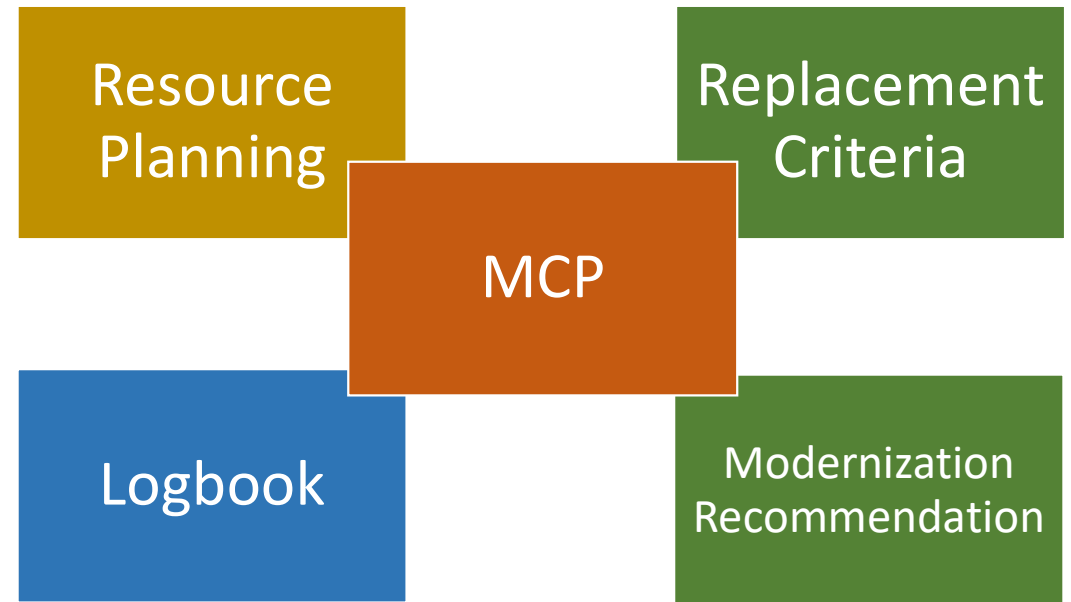 Resource
Planning
Replacement
Criteria
MCP
Logbook
Modernization
Recommendation